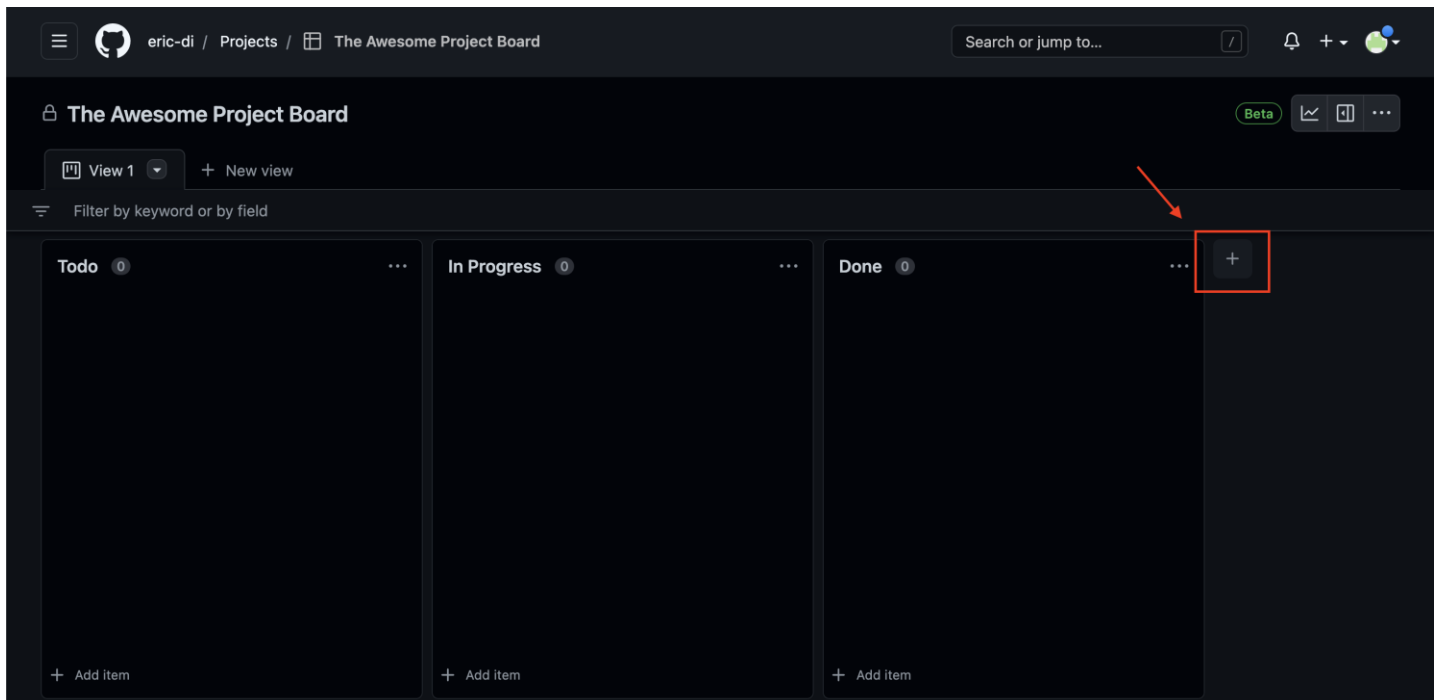 eric-di / Projects / The Awesome Project Board Search or jump to... /
The Awesome Project Board Beta
View 1 + New view
Filter by keyword or by field
Todo 0 ... In Progress 0 ... Done 0 ... +
+ Add item + Add item + Add item